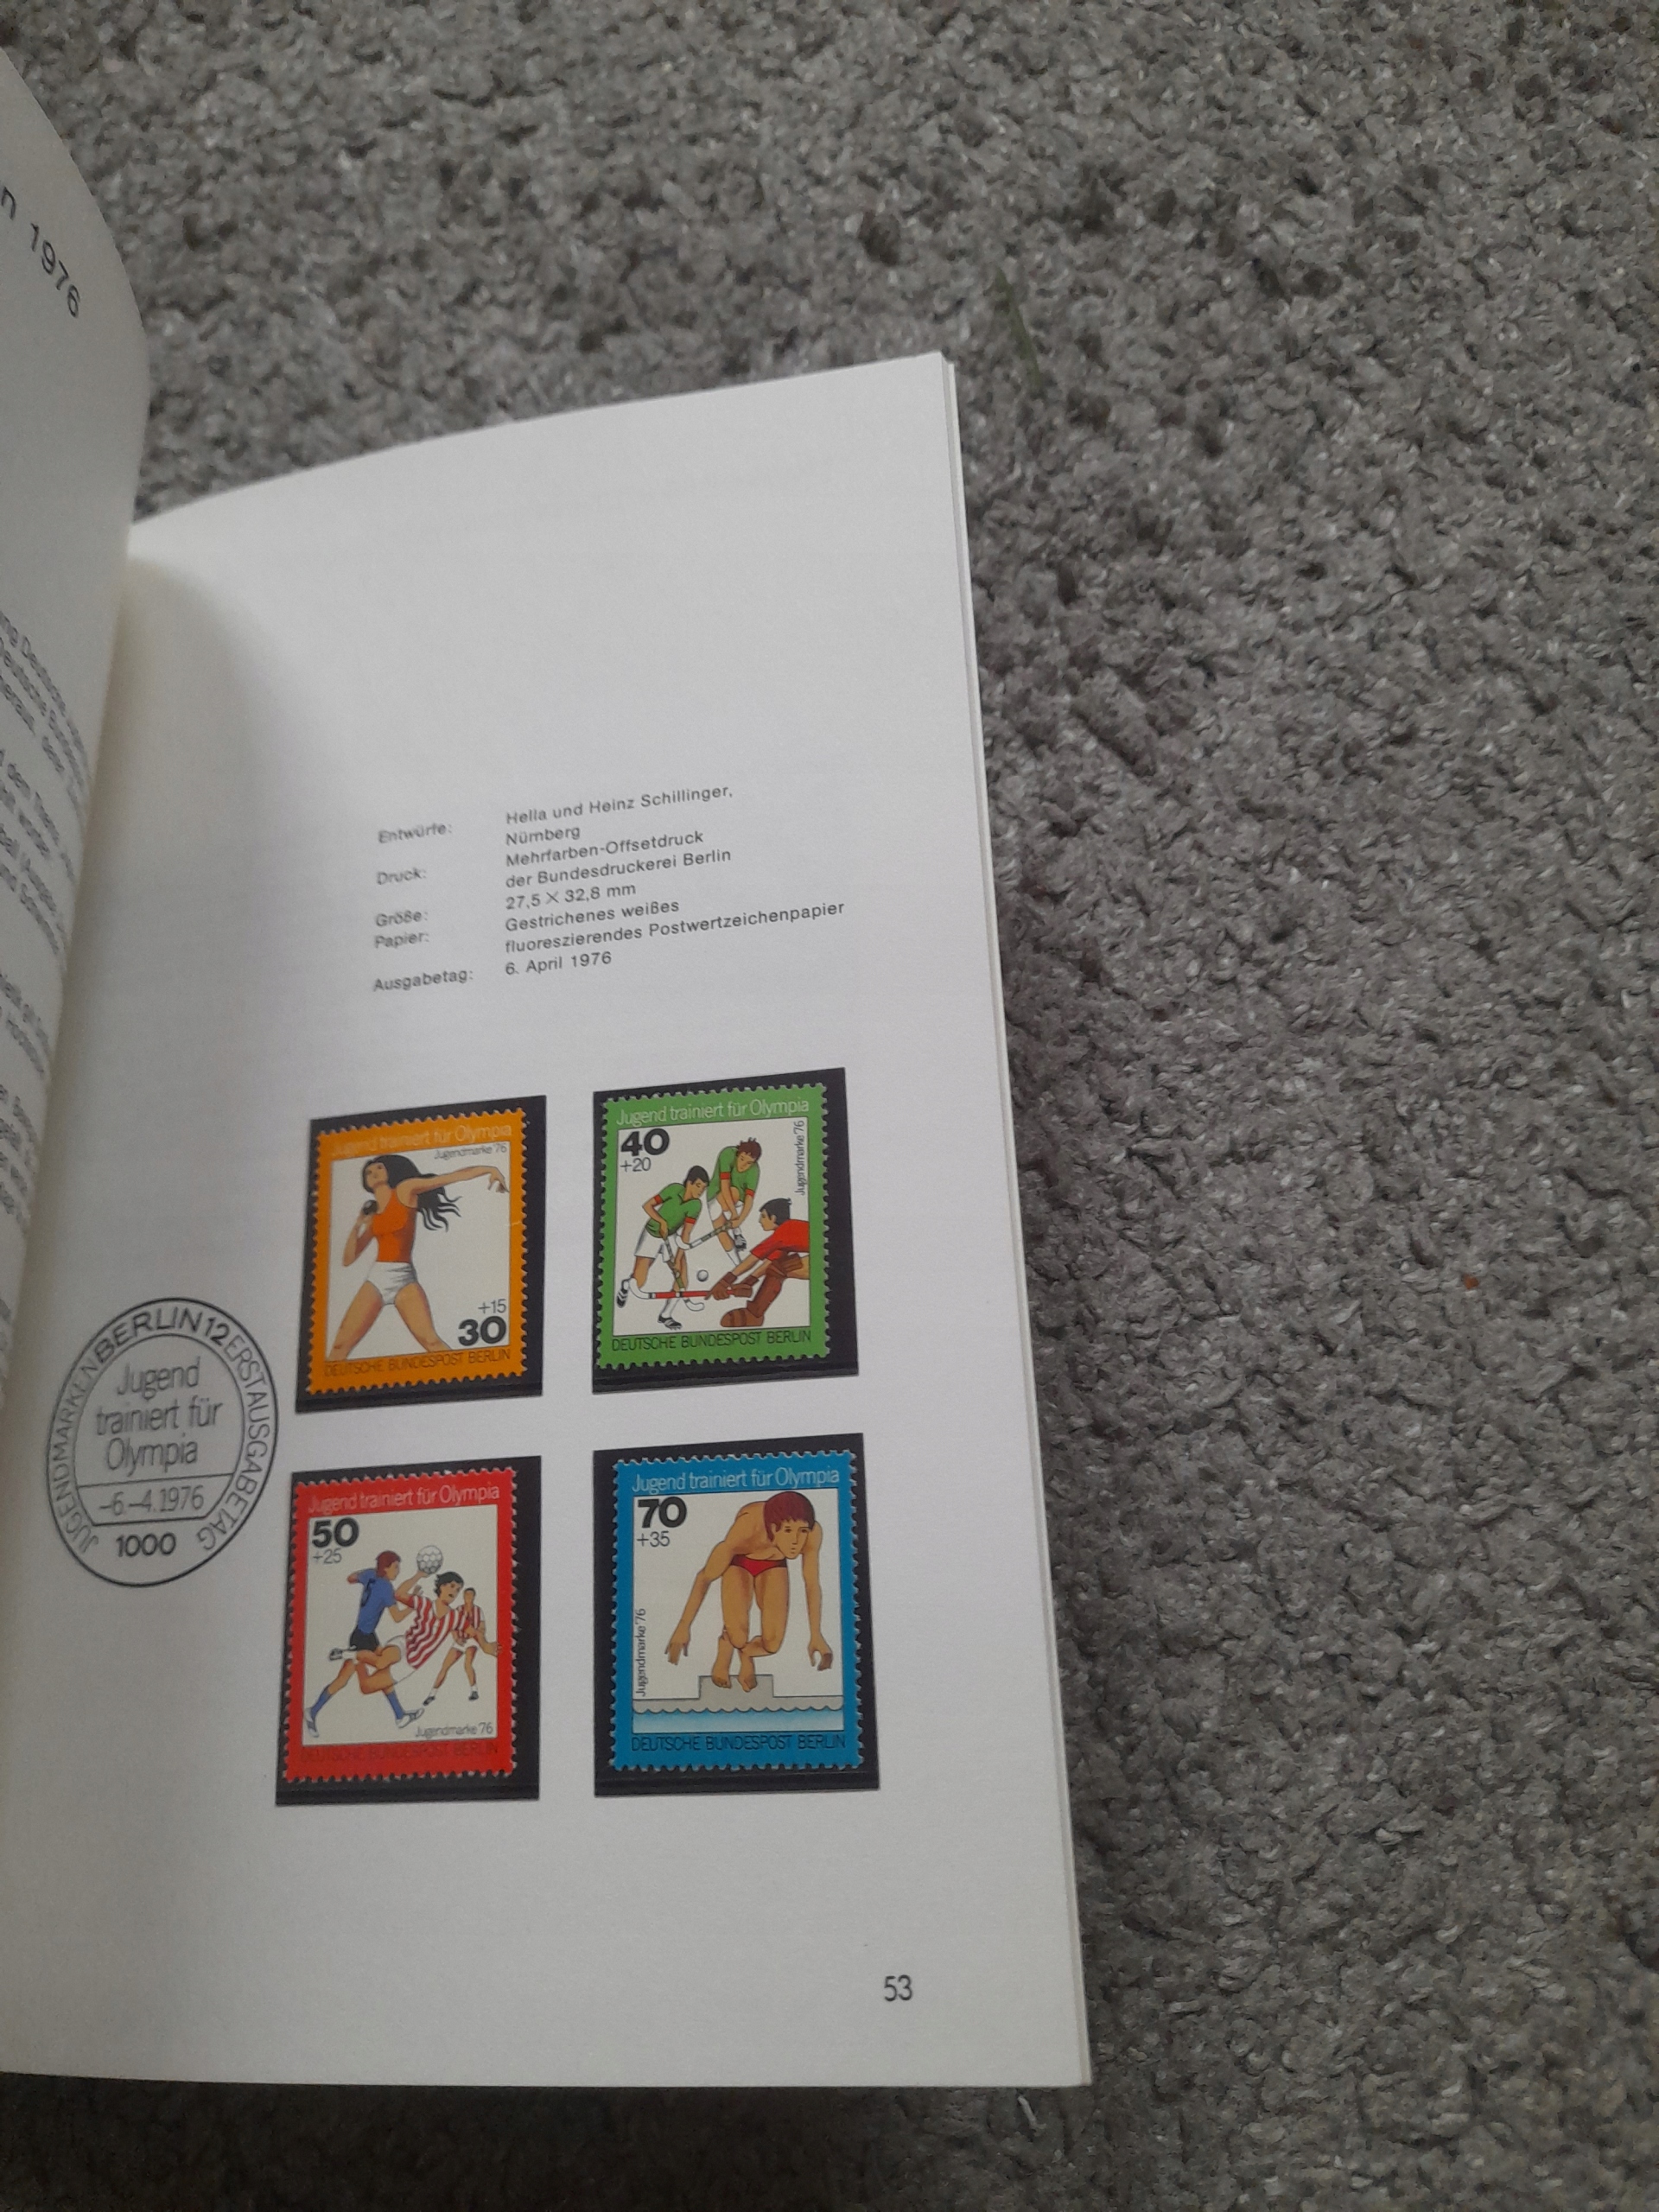 n 1976
Entwürfe: Hella und Heinz Schillinger,
Nürnberg
Druck: Mehrfarben-Offsetdruck
der Bundesdruckerei Berlin
Größe: 27,5 × 32,8 mm
Papier: Gestrichenes weißes
fluoreszierendes Postwertzeichenpapier
Ausgabetag: 6. April 1976
Jugend trainiert für Olympia
Jugendmarke '76
+15
30
DEUTSCHE BUNDESPOST BERLIN
Jugend trainiert für Olympia
40
+20
Jugendmarke '76
DEUTSCHE BUNDESPOST BERLIN
JUGENDMARKEN BERLIN 12 ERSTAUSGABETAG
Jugend
trainiert für
Olympia
-6.-4.1976
1000
Jugend trainiert für Olympia
50
+25
5
Jugendmarke '76
DEUTSCHE BUNDESPOST BERLIN
Jugend trainiert für Olympia
70
+35
Jugendmarke '76
DEUTSCHE BUNDESPOST BERLIN
53